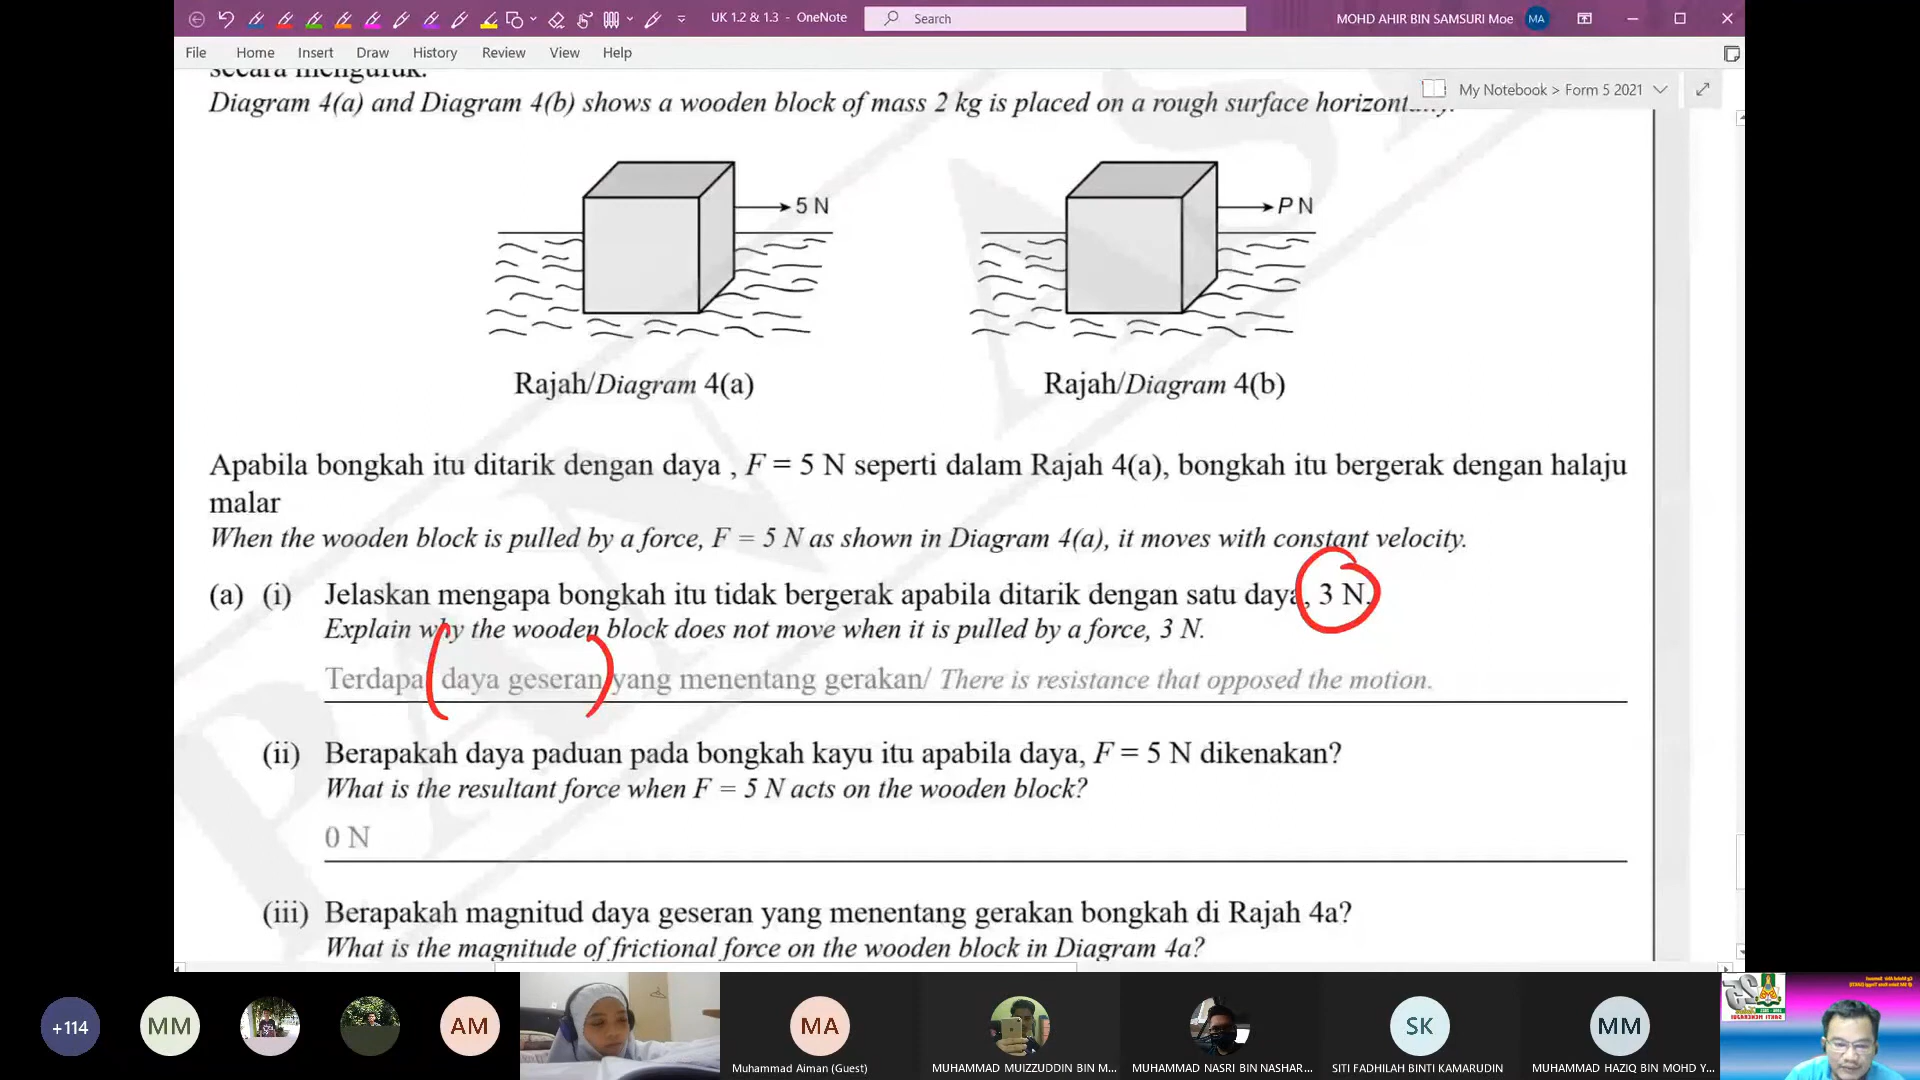 UK 1.2 & 1.3 - OneNote
Search
MOHD AHIR BIN SAMSURI Moe
MA
File Home Insert Draw History Review View Help
secara mengufuk.
My Notebook > Form 5 2021
Diagram 4(a) and Diagram 4(b) shows a wooden block of mass 2 kg is placed on a rough surface horizontally.
5 N
P N
Rajah/Diagram 4(a)
Rajah/Diagram 4(b)
Apabila bongkah itu ditarik dengan daya , F = 5 N seperti dalam Rajah 4(a), bongkah itu bergerak dengan halaju
malar
When the wooden block is pulled by a force, F = 5 N as shown in Diagram 4(a), it moves with constant velocity.
(a) (i) Jelaskan mengapa bongkah itu tidak bergerak apabila ditarik dengan satu daya, 3 N.
Explain why the wooden block does not move when it is pulled by a force, 3 N.
Terdapat daya geseran yang menentang gerakan/ There is resistance that opposed the motion.
(ii) Berapakah daya paduan pada bongkah kayu itu apabila daya, F = 5 N dikenakan?
What is the resultant force when F = 5 N acts on the wooden block?
0 N
(iii) Berapakah magnitud daya geseran yang menentang gerakan bongkah di Rajah 4a?
What is the magnitude of frictional force on the wooden block in Diagram 4a?
+114
MM
AM
MA
SK
MM
Muhammad Aiman (Guest)
MUHAMMAD MUIZZUDDIN BIN M...
MUHAMMAD NASRI BIN NASHAR...
SITI FADHILAH BINTI KAMARUDIN
MUHAMMAD HAZIQ BIN MOHD Y...